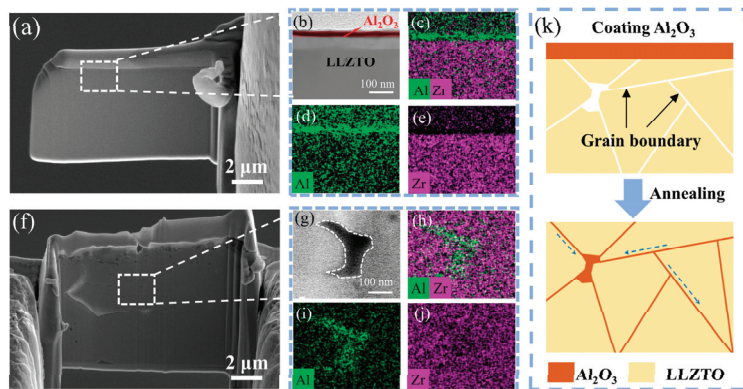 (a)
2 μm
(b)
Al₂O₃
LLZTO
100 nm
(c)
Al Zr
(d)
Al
(e)
Zr
(f)
2 μm
(g)
100 nm
(h)
Al Zr
(i)
Al
(j)
Zr
(k)
Coating Al₂O₃
Grain boundary
Annealing
Al₂O₃
LLZTO